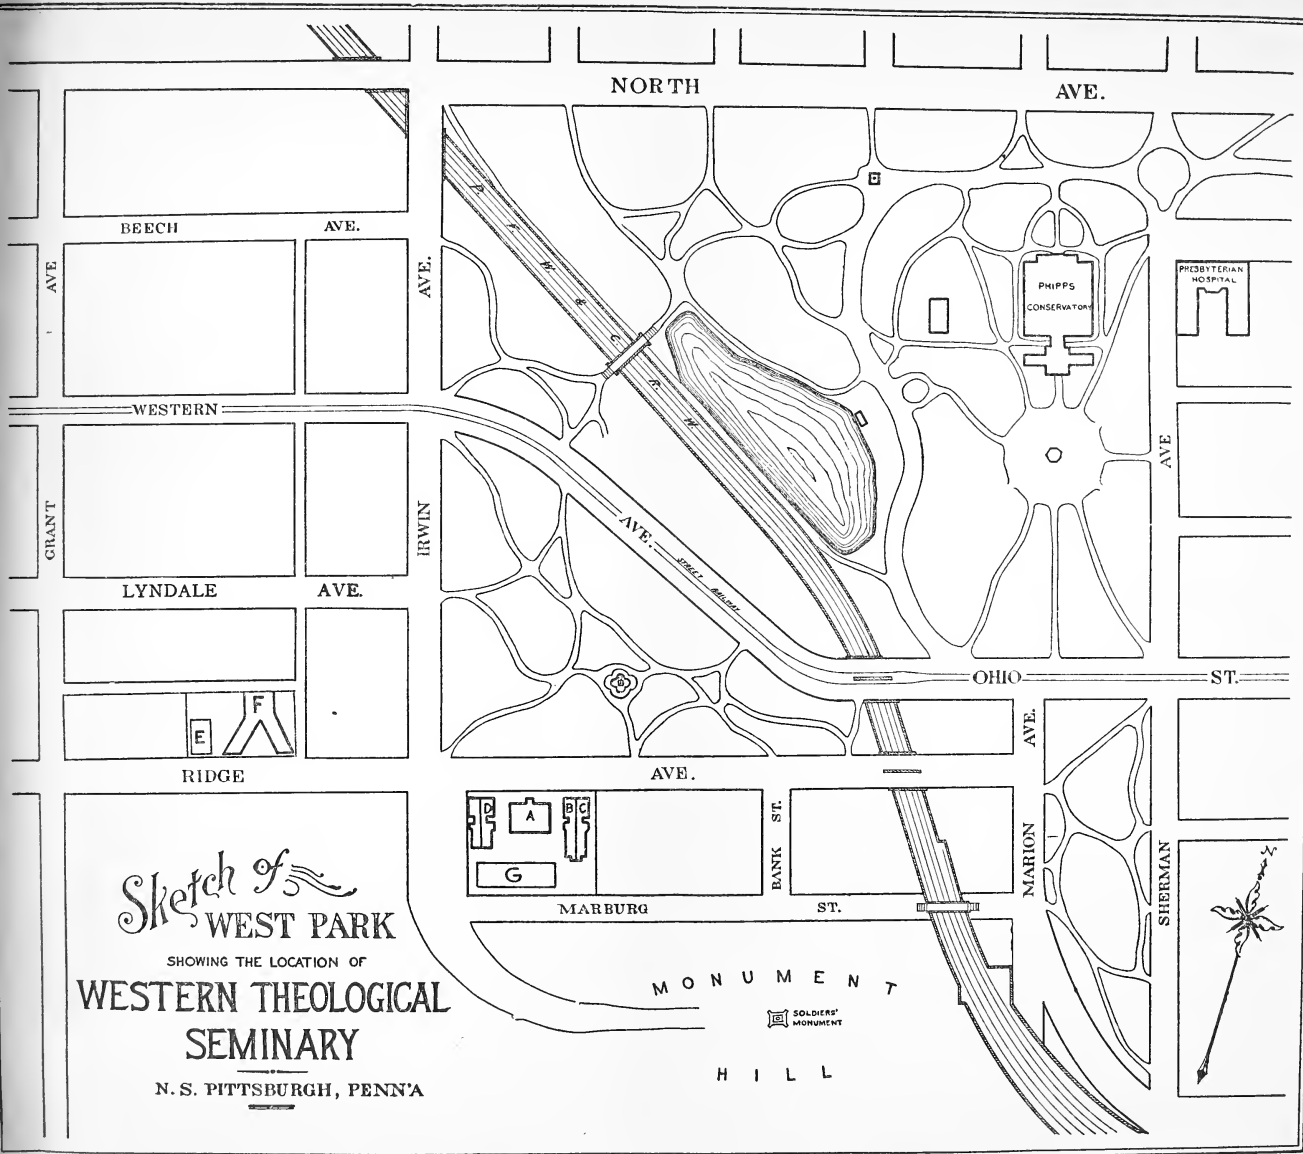 NORTH AVE.
BEECH AVE.
AVE
AVE.
P. F. W. & C. R. W.
PHIPPS
CONSERVATORY
PRESBYTERIAN
HOSPITAL
WESTERN
AVE.
STREET RAILWAY
AVE
GRANT
IRWIN
LYNDALE AVE.
OHIO ST.
F
E
AVE.
RIDGE AVE.
D
A
B C
G
BANK ST.
MARION
SHERMAN
N
MARBURG ST.
Sketch of
WEST PARK
SHOWING THE LOCATION OF
WESTERN THEOLOGICAL
SEMINARY
N. S. PITTSBURGH, PENN'A
MONUMENT
SOLDIERS'
MONUMENT
HILL